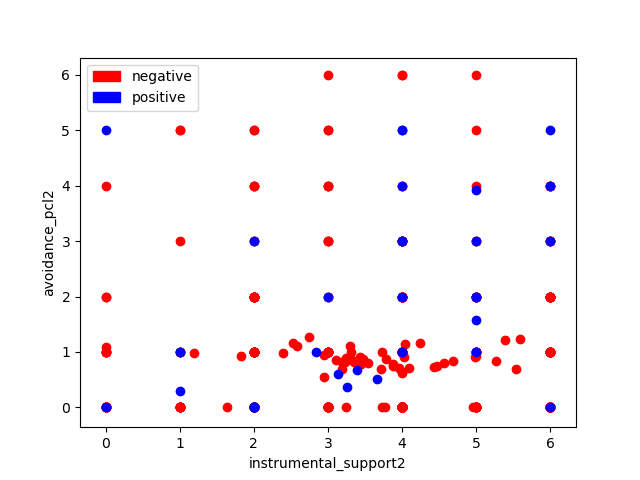 negative
positive
6
5
4
3
2
1
0
avoidance_pcl2
0 1 2 3 4 5 6
instrumental_support2